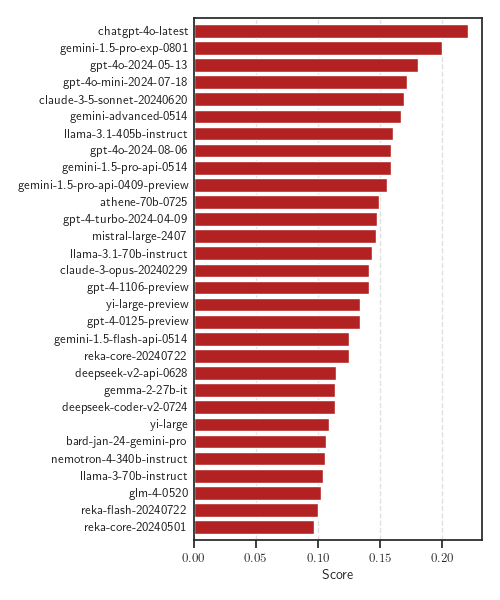 chatgpt-4o-latest
gemini-1.5-pro-exp-0801
gpt-4o-2024-05-13
gpt-4o-mini-2024-07-18
claude-3-5-sonnet-20240620
gemini-advanced-0514
llama-3.1-405b-instruct
gpt-4o-2024-08-06
gemini-1.5-pro-api-0514
gemini-1.5-pro-api-0409-preview
athene-70b-0725
gpt-4-turbo-2024-04-09
mistral-large-2407
llama-3.1-70b-instruct
claude-3-opus-20240229
gpt-4-1106-preview
yi-large-preview
gpt-4-0125-preview
gemini-1.5-flash-api-0514
reka-core-20240722
deepseek-v2-api-0628
gemma-2-27b-it
deepseek-coder-v2-0724
yi-large
bard-jan-24-gemini-pro
nemotron-4-340b-instruct
llama-3-70b-instruct
glm-4-0520
reka-flash-20240722
reka-core-20240501
0.00 0.05 0.10 0.15 0.20
Score